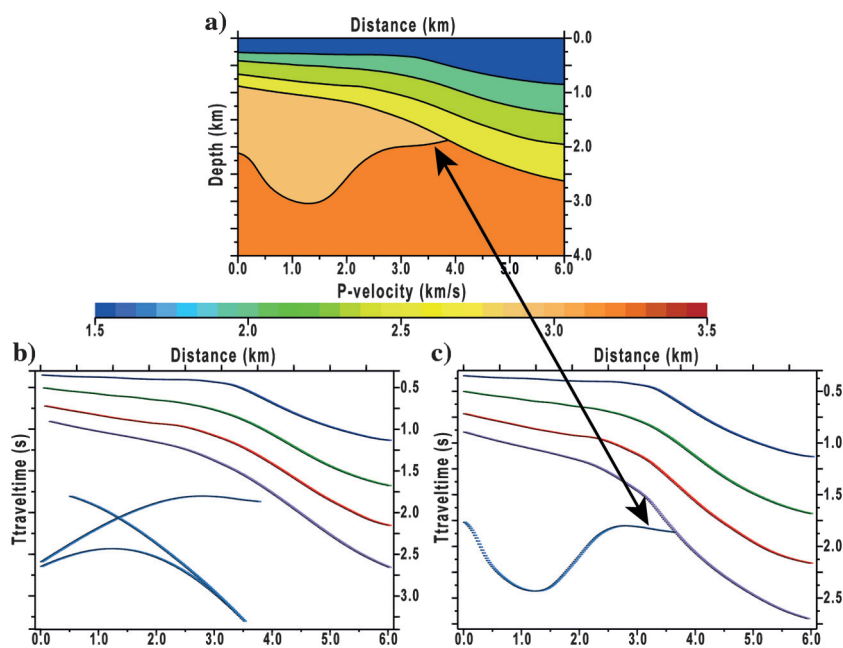 a)
Distance (km)
0.0
1.0
2.0
3.0
4.0
Depth (km)
0.0 1.0 2.0 3.0 4.0 5.0 6.0
P-velocity (km/s)
1.5 2.0 2.5 3.0 3.5
b)
Distance (km)
Ttraveltime (s)
0.5
1.0
1.5
2.0
2.5
3.0
0.0 1.0 2.0 3.0 4.0 5.0 6.0
c)
Distance (km)
Ttraveltime (s)
0.5
1.0
1.5
2.0
2.5
0.0 1.0 2.0 3.0 4.0 5.0 6.0